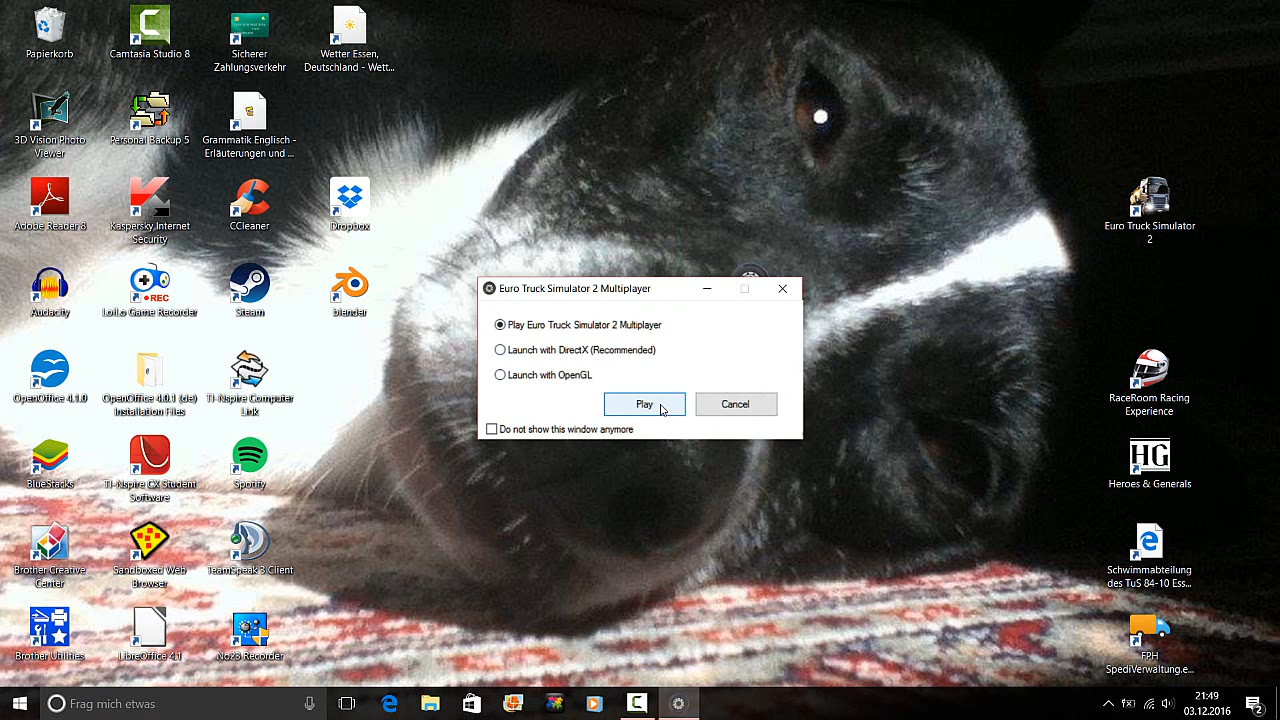 Papierkorb
Camtasia Studio 8
Sicherer
Zahlungsverkehr
Wetter Essen,
Deutschland - Wett...
3D Vision Photo
Viewer
Personal Backup 5
Grammatik Englisch -
Erläuterungen und ...
Adobe Reader 8
Kaspersky Internet
Security
CCleaner
Dropbox
Euro Truck Simulator
2
Audacity
REC
LoiLo Game Recorder
Steam
blender
Euro Truck Simulator 2 Multiplayer
Play Euro Truck Simulator 2 Multiplayer
Launch with DirectX (Recommended)
Launch with OpenGL
Play
Cancel
Do not show this window anymore
OpenOffice 4.1.0
OpenOffice 4.0.1 (de)
Installation Files
TI-Nspire Computer
Link
RaceRoom Racing
Experience
BlueStacks
TI-Nspire CX Student
Software
Spotify
HG
Heroes & Generals
Brother Creative
Center
Sandboxed Web
Browser
TeamSpeak 3 Client
Schwimmabteilung
des TuS 84-10 Ess...
Brother Utilities
LibreOffice 4.1
No23 Recorder
FPH
SpediVerwaltung.e...
Frag mich etwas
21:49
03.12.2016
2